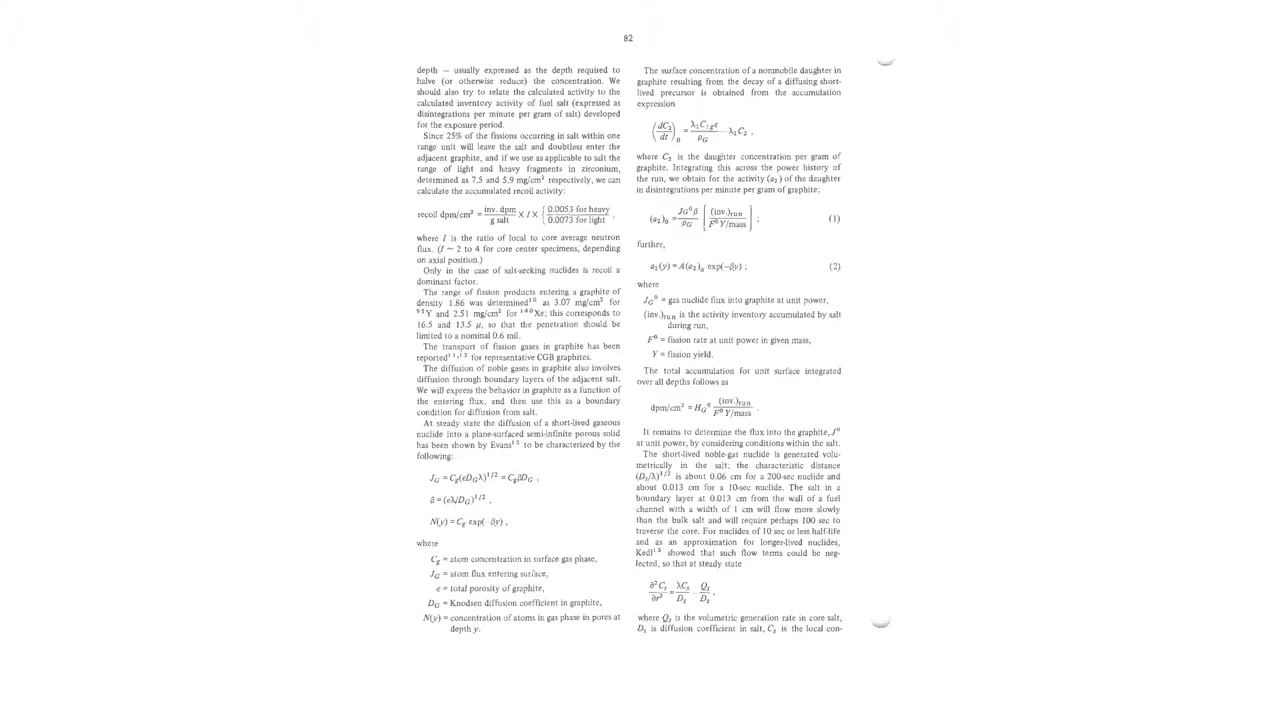 82
depth — usually expressed as the depth required to
halve (or otherwise reduce) the concentration. We
should also try to relate the calculated activity to the
calculated inventory activity of fuel salt (expressed as
disintegrations per minute per gram of salt) developed
for the exposure period.
Since 25% of the fissions occurring in salt within one
range unit will leave the salt and doubtless enter the
adjacent graphite, and if we use as applicable to salt the
range of light and heavy fragments in zirconium,
determined as 7.5 and 5.9 mg/cm² respectively, we can
calculate the accumulated recoil activity:
recoil dpm/cm² = inv. dpm / g salt × I × { 0.0053 for heavy / 0.0073 for light ,
where I is the ratio of local to core average neutron
flux. (I ~ 2 to 4 for core center specimens, depending
on axial position.)
Only in the case of salt-seeking nuclides is recoil a
dominant factor.
The range of fission products entering a graphite of
density 1.86 was determined¹⁰ as 3.07 mg/cm² for
⁹⁵Y and 2.51 mg/cm² for ¹⁴⁰Xe; this corresponds to
16.5 and 13.5 μ, so that the penetration should be
limited to a nominal 0.6 mil.
The transport of fission gases in graphite has been
reported¹¹,¹² for representative CGB graphites.
The diffusion of noble gases in graphite also involves
diffusion through boundary layers of the adjacent salt.
We will express the behavior in graphite as a function of
the entering flux, and then use this as a boundary
condition for diffusion from salt.
At steady state the diffusion of a short-lived gaseous
nuclide into a plane-surfaced semi-infinite porous solid
has been shown by Evans¹² to be characterized by the
following:
J_G = C_g(eD_Gλ)^1/2 = C_gβD_G ,
β = (eλ/D_G)^1/2 ,
N(y) = C_g exp(−βy) ,
where
C_g = atom concentration in surface gas phase,
J_G = atom flux entering surface,
e = total porosity of graphite,
D_G = Knodsen diffusion coefficient in graphite,
N(y) = concentration of atoms in gas phase in pores at
depth y.
The surface concentration of a nonmobile daughter in
graphite resulting from the decay of a diffusing short-
lived precursor is obtained from the accumulation
expression
(dC₂/dt)₀ = λ₁C₁ge/ρ_G − λ₂C₂ ,
where C₂ is the daughter concentration per gram of
graphite. Integrating this across the power history of
the run, we obtain for the activity (a₂) of the daughter
in disintegrations per minute per gram of graphite;
(a₂)₀ = J_G⁰β/ρ_G [ (inv.)run / F⁰Y/mass ] ; (1)
further,
a₂(y) = A(a₂)₀ exp(−βy) ; (2)
where
J_G⁰ = gas nuclide flux into graphite at unit power,
(inv.)run is the activity inventory accumulated by salt
during run,
F⁰ = fission rate at unit power in given mass,
Y = fission yield.
The total accumulation for unit surface integrated
over all depths follows as
dpm/cm² = H_G⁰ (inv.)run / F⁰Y/mass .
It remains to determine the flux into the graphite, J⁰
at unit power, by considering conditions within the salt.
The short-lived noble-gas nuclide is generated volu-
metrically in the salt; the characteristic distance
(D_s/λ)^1/2 is about 0.06 cm for a 200-sec nuclide and
about 0.013 cm for a 10-sec nuclide. The salt in a
boundary layer at 0.013 cm from the wall of a fuel
channel with a width of 1 cm will flow more slowly
than the bulk salt and will require perhaps 100 sec to
traverse the core. For nuclides of 10 sec or less half-life
and as an approximation for longer-lived nuclides,
Kedl¹³ showed that such flow terms could be neg-
lected, so that at steady state
∂²C_s/∂r² = λC_s/D_s − Q_s/D_s ,
where Q_s is the volumetric generation rate in core salt,
D_s is diffusion coefficient in salt, C_s is the local con-